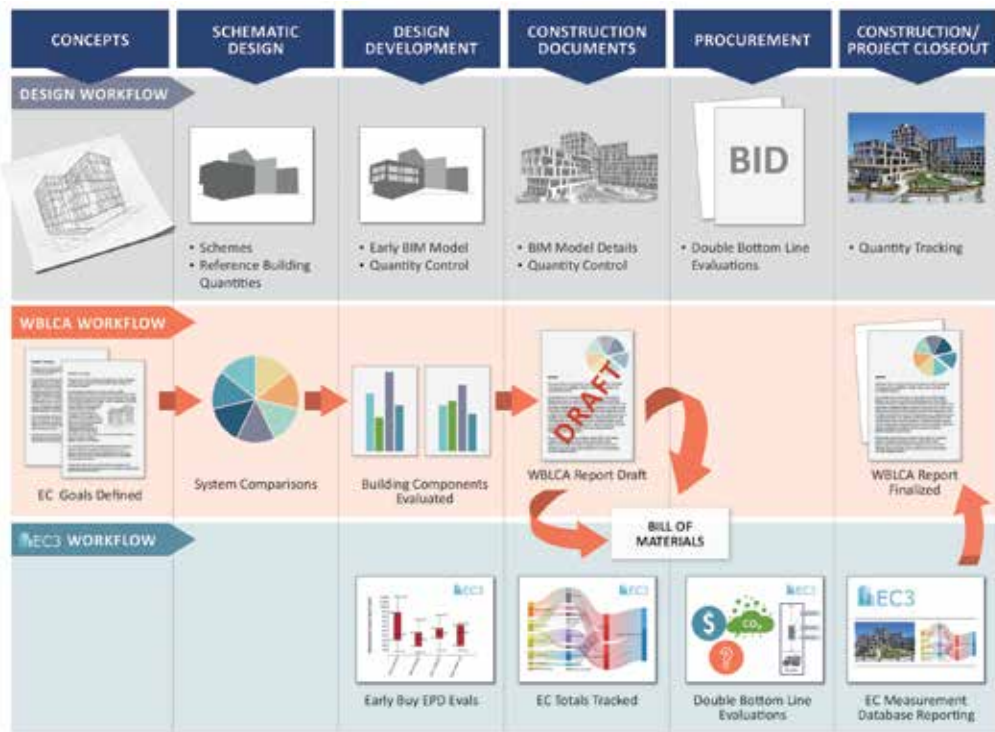 CONCEPTS
SCHEMATIC
DESIGN
DESIGN
DEVELOPMENT
CONSTRUCTION
DOCUMENTS
PROCUREMENT
CONSTRUCTION/
PROJECT CLOSEOUT
DESIGN WORKFLOW
• Schemes
• Reference Building
Quantities
• Early BIM Model
• Quantity Control
• BIM Model Details
• Quantity Control
BID
• Double Bottom Line
Evaluations
• Quantity Tracking
WBLCA WORKFLOW
EC Goals Defined
System Comparisons
Building Components
Evaluated
DRAFT
WBLCA Report Draft
WBLCA Report
Finalized
BILL OF
MATERIALS
EC3 WORKFLOW
EC3
Early Buy EPD Evals
EC3
EC Totals Tracked
EC3
$
CO₂
?
Double Bottom Line
Evaluations
EC3
EC Measurement
Database Reporting